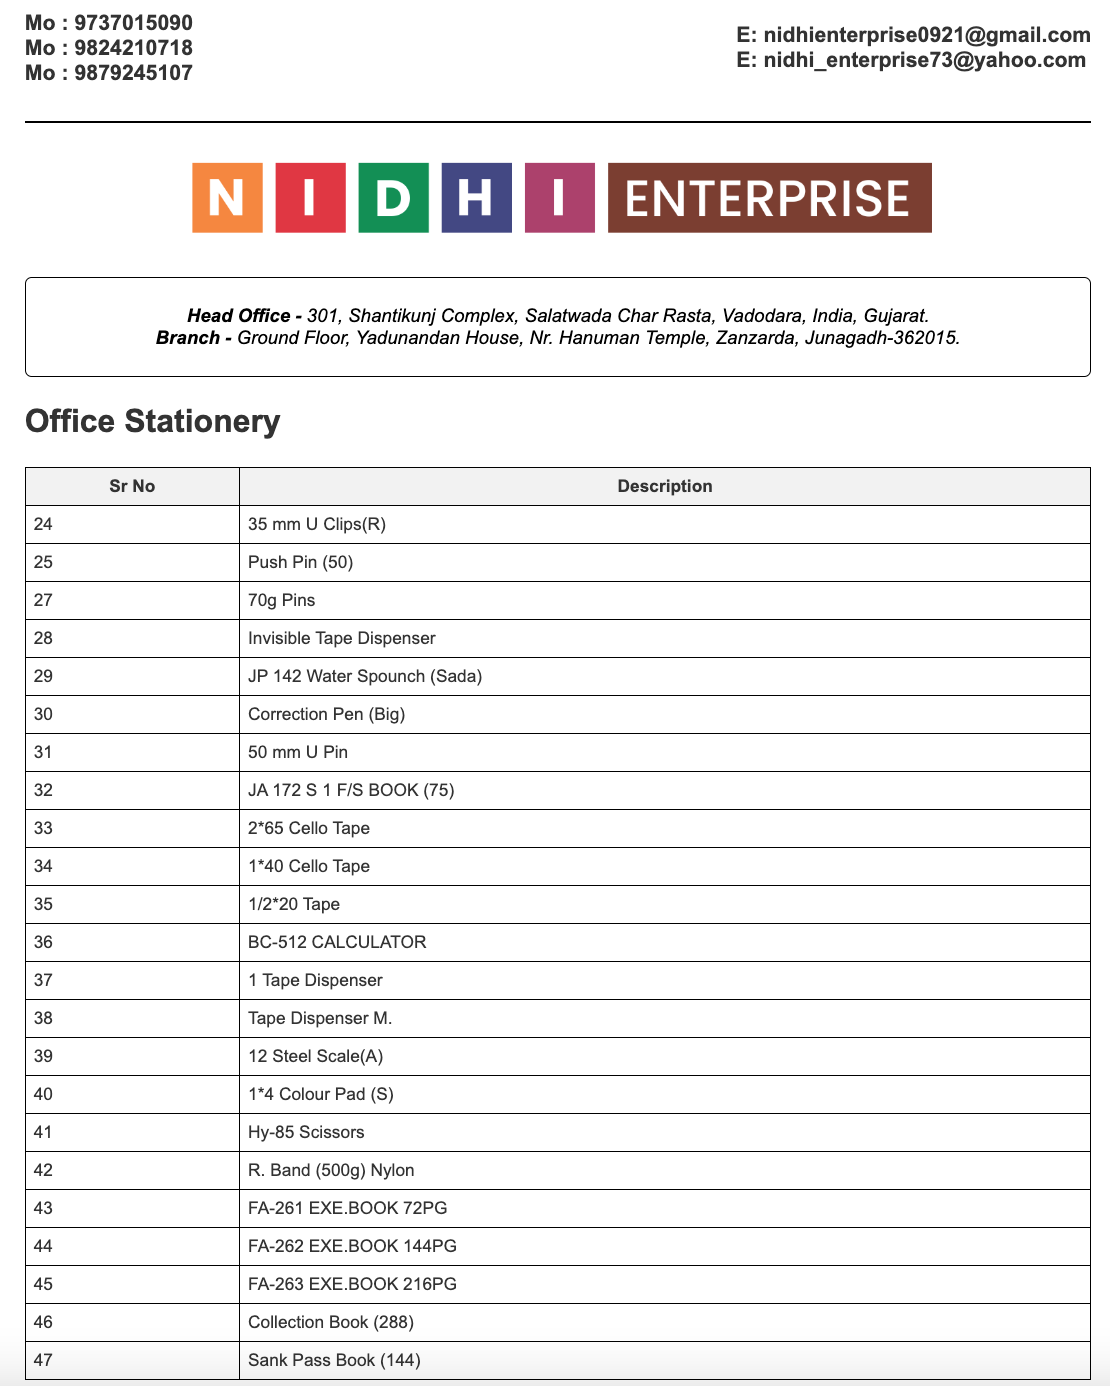 Mo : 9737015090
Mo : 9824210718
Mo : 9879245107
E: nidhienterprise0921@gmail.com
E: nidhi_enterprise73@yahoo.com
NIDHI ENTERPRISE
Head Office - 301, Shantikunj Complex, Salatwada Char Rasta, Vadodara, India, Gujarat.
Branch - Ground Floor, Yadunandan House, Nr. Hanuman Temple, Zanzarda, Junagadh-362015.
Office Stationery
Sr No Description
24 35 mm U Clips(R)
25 Push Pin (50)
27 70g Pins
28 Invisible Tape Dispenser
29 JP 142 Water Spounch (Sada)
30 Correction Pen (Big)
31 50 mm U Pin
32 JA 172 S 1 F/S BOOK (75)
33 2*65 Cello Tape
34 1*40 Cello Tape
35 1/2*20 Tape
36 BC-512 CALCULATOR
37 1 Tape Dispenser
38 Tape Dispenser M.
39 12 Steel Scale(A)
40 1*4 Colour Pad (S)
41 Hy-85 Scissors
42 R. Band (500g) Nylon
43 FA-261 EXE.BOOK 72PG
44 FA-262 EXE.BOOK 144PG
45 FA-263 EXE.BOOK 216PG
46 Collection Book (288)
47 Sank Pass Book (144)